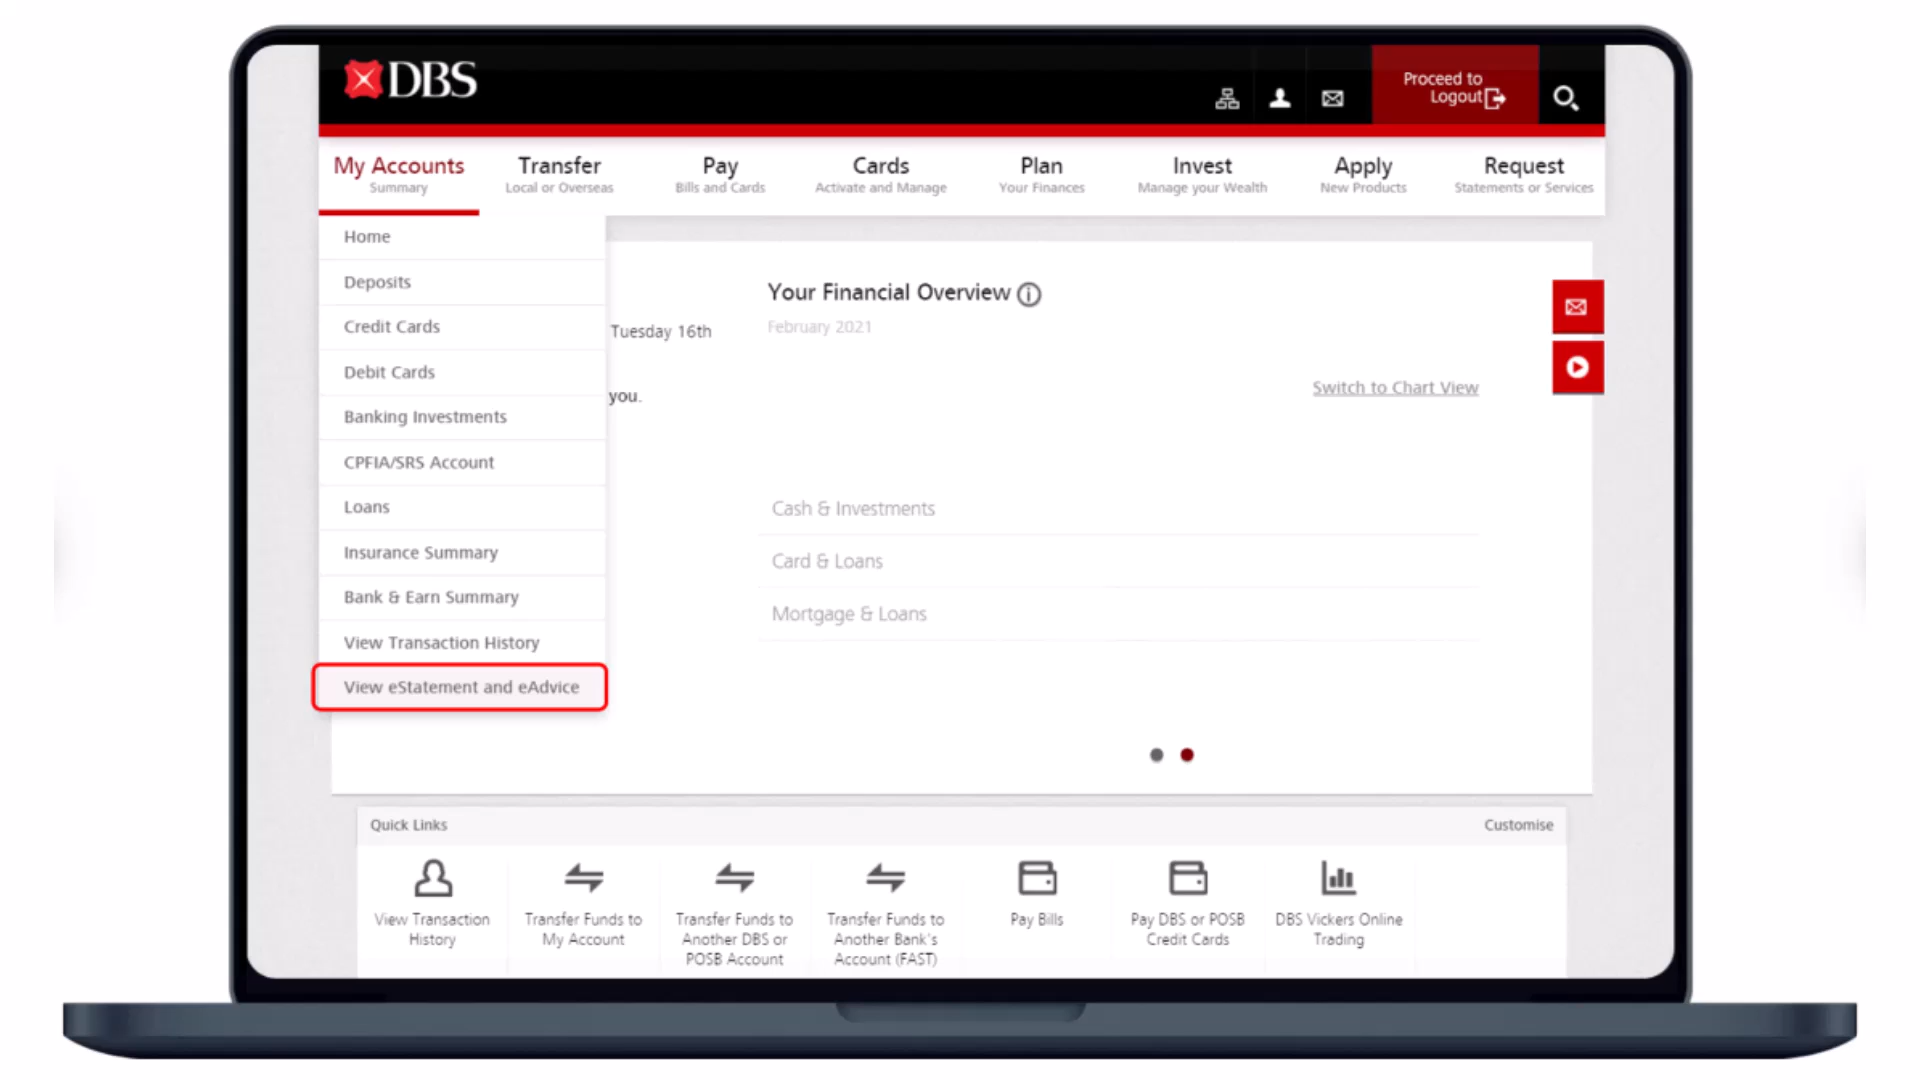 DBS
Proceed to
Logout
My Accounts
Summary
Transfer
Local or Overseas
Pay
Bills and Cards
Cards
Activate and Manage
Plan
Your Finances
Invest
Manage your Wealth
Apply
New Products
Request
Statements or Services
Home
Deposits
Credit Cards
Debit Cards
Banking Investments
CPFIA/SRS Account
Loans
Insurance Summary
Bank & Earn Summary
View Transaction History
View eStatement and eAdvice
Tuesday 16th
you.
Your Financial Overview
February 2021
Switch to Chart View
Cash & Investments
Card & Loans
Mortgage & Loans
Quick Links
Customise
View Transaction
History
Transfer Funds to
My Account
Transfer Funds to
Another DBS or
POSB Account
Transfer Funds to
Another Bank's
Account (FAST)
Pay Bills
Pay DBS or POSB
Credit Cards
DBS Vickers Online
Trading